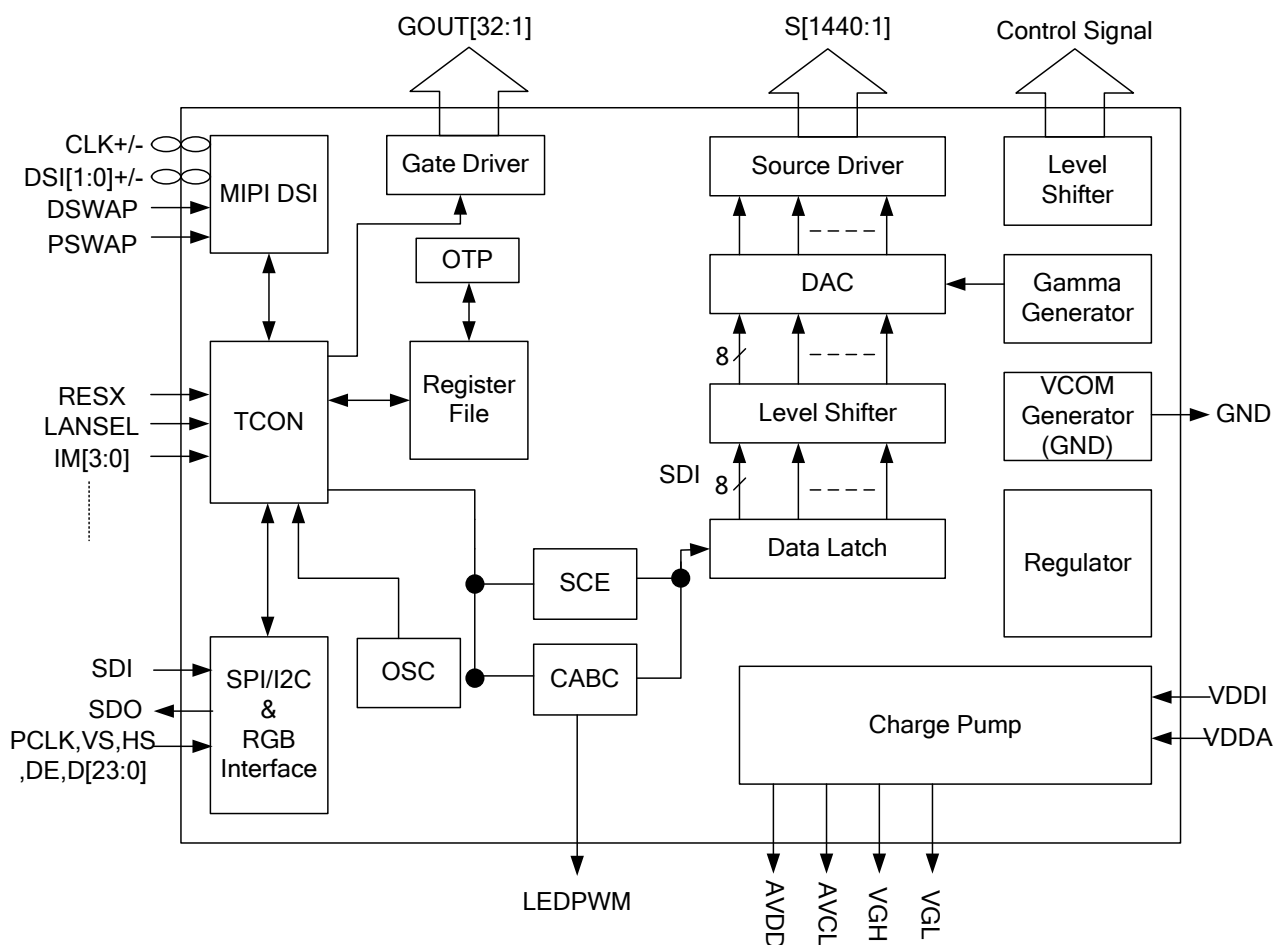 GOUT[32:1]
S[1440:1]
Control Signal
CLK+/-
DSI[1:0]+/-
DSWAP
PSWAP
MIPI DSI
Gate Driver
Source Driver
Level
Shifter
OTP
DAC
Gamma
Generator
8
RESX
LANSEL
IM[3:0]
TCON
Register
File
Level Shifter
VCOM
Generator
(GND)
GND
SDI
8
Data Latch
Regulator
SCE
OSC
CABC
SDI
SDO
PCLK,VS,HS
,DE,D[23:0]
SPI/I2C
&
RGB
Interface
Charge Pump
VDDI
VDDA
LEDPWM
AVDD
AVCL
VGH
VGL